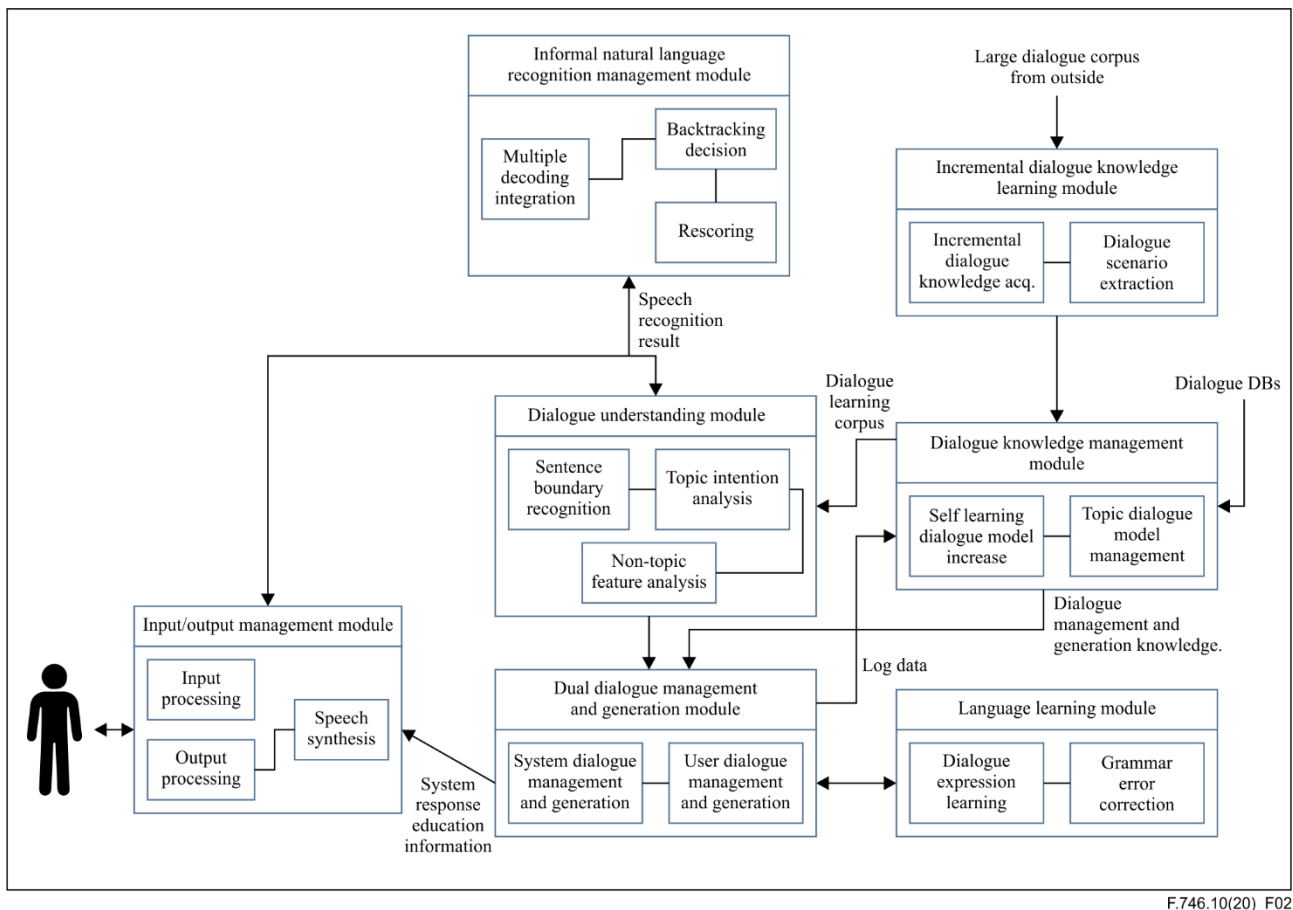 Informal natural language
recognition management module
Multiple
decoding
integration
Backtracking
decision
Rescoring
Large dialogue corpus
from outside
Incremental dialogue knowledge
learning module
Incremental
dialogue
knowledge acq.
Dialogue
scenario
extraction
Speech
recognition
result
Dialogue understanding module
Sentence
boundary
recognition
Topic intention
analysis
Non-topic
feature analysis
Dialogue
learning
corpus
Dialogue DBs
Dialogue knowledge management
module
Self learning
dialogue model
increase
Topic dialogue
model
management
Dialogue
management and
generation knowledge.
Input/output management module
Input
processing
Output
processing
Speech
synthesis
System
response
education
information
Dual dialogue management
and generation module
System dialogue
management
and generation
User dialogue
management
and generation
Log data
Language learning module
Dialogue
expression
learning
Grammar
error
correction
F.746.10(20)_F02